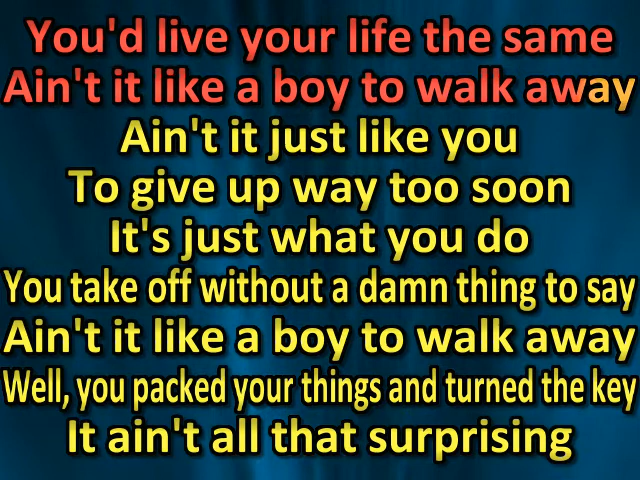 You'd live your life the same
Ain't it like a boy to walk away
Ain't it just like you
To give up way too soon
It's just what you do
You take off without a damn thing to say
Ain't it like a boy to walk away
Well, you packed your things and turned the key
It ain't all that surprising